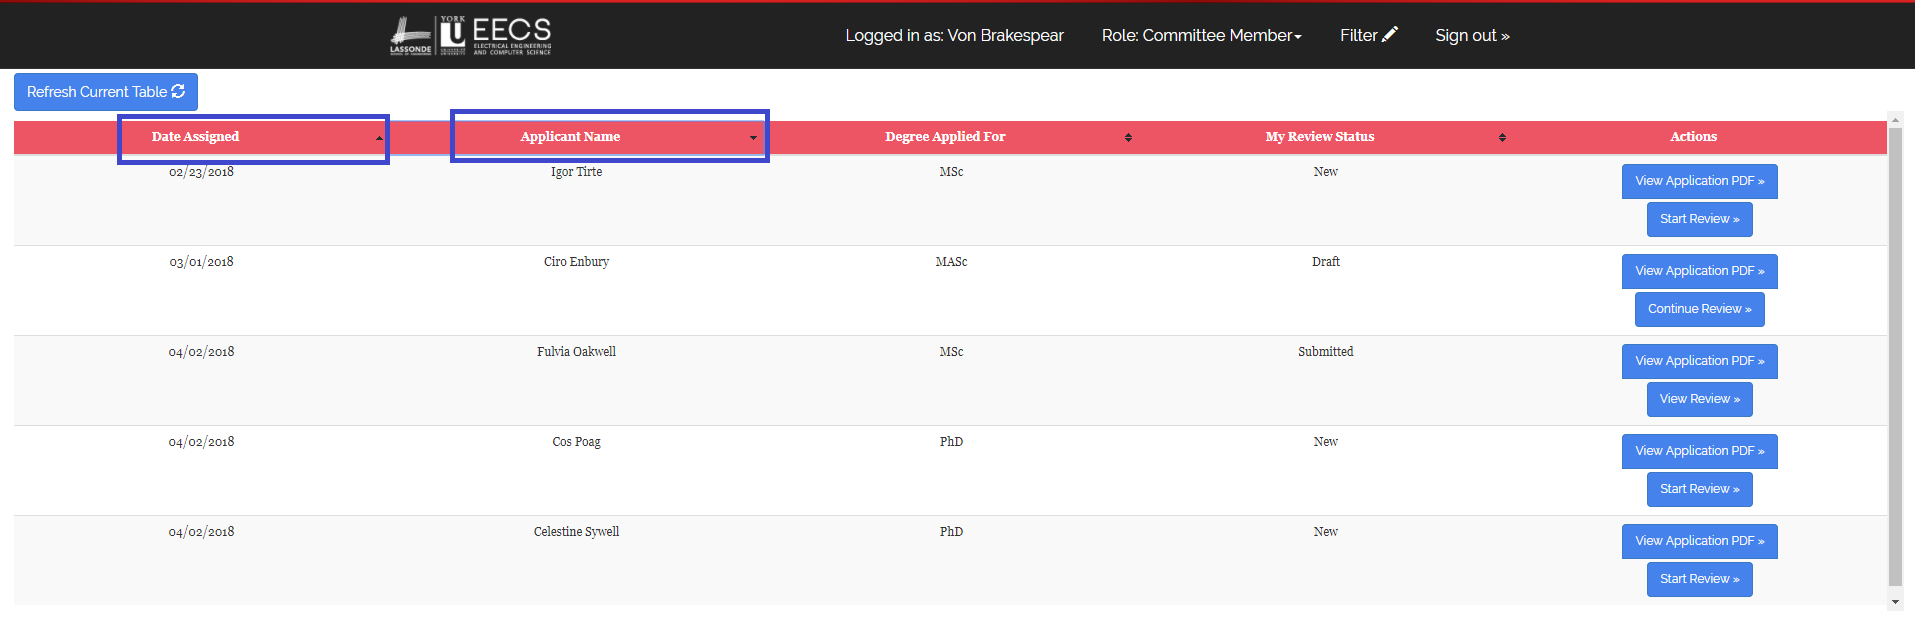 LASSONDE
YORK
U
EECS
ELECTRICAL ENGINEERING
AND COMPUTER SCIENCE
Logged in as: Von Brakespear
Role: Committee Member
Filter
Sign out »
Refresh Current Table
Date Assigned Applicant Name Degree Applied For My Review Status Actions
02/23/2018 Igor Tirte MSc New View Application PDF »
Start Review »
03/01/2018 Ciro Enbury MASc Draft View Application PDF »
Continue Review »
04/02/2018 Fulvia Oakwell MSc Submitted View Application PDF »
View Review »
04/02/2018 Cos Poag PhD New View Application PDF »
Start Review »
04/02/2018 Celestine Sywell PhD New View Application PDF »
Start Review »